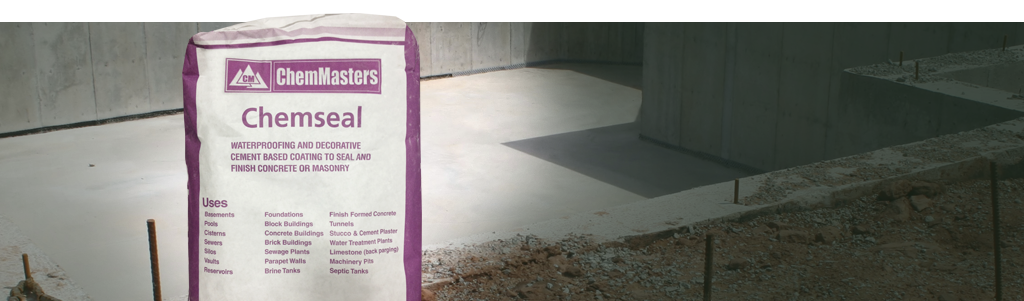 CM ChemMasters
Chemseal
WATERPROOFING AND DECORATIVE
CEMENT BASED COATING TO SEAL AND
FINISH CONCRETE OR MASONRY
Uses
Basements Foundations Finish Formed Concrete
Pools Block Buildings Tunnels
Cisterns Concrete Buildings Stucco & Cement Plaster
Sewers Brick Buildings Water Treatment Plants
Silos Sewage Plants Limestone (back parging)
Vaults Parapet Walls Machinery Pits
Reservoirs Brine Tanks Septic Tanks